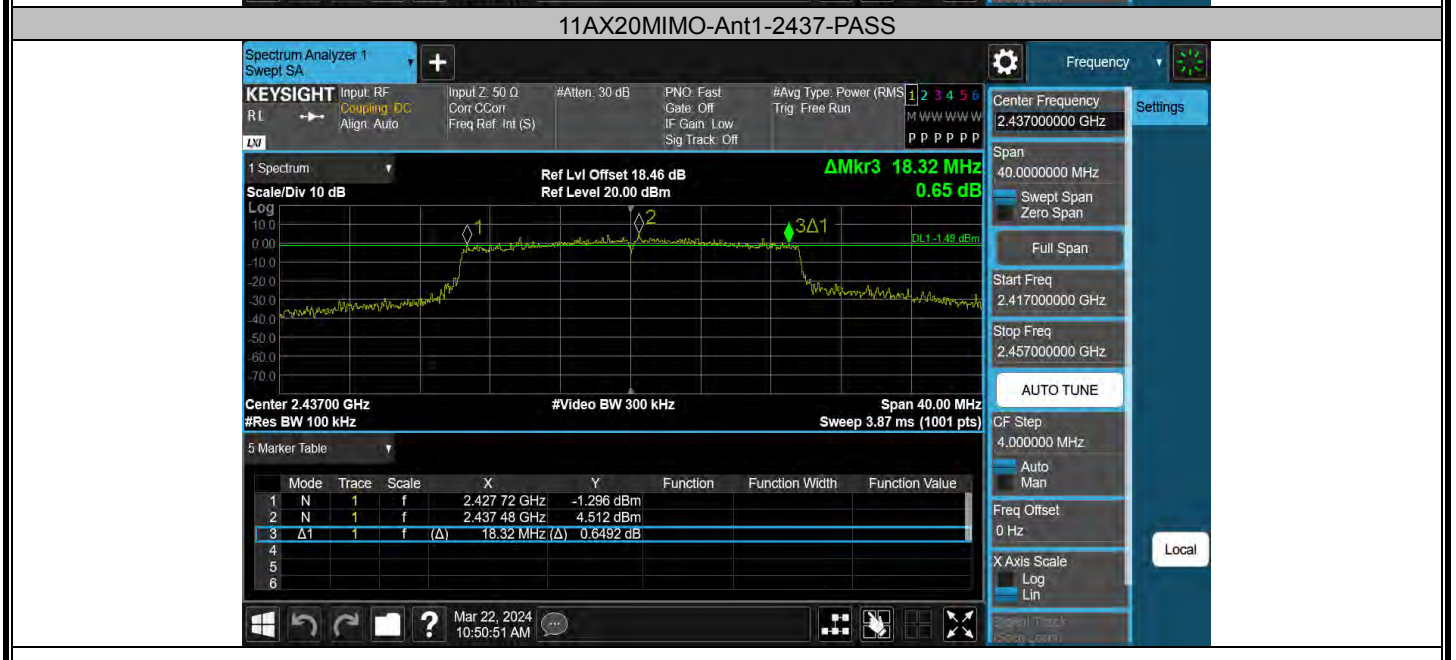 11AX20MIMO-Ant1-2437-PASS
Spectrum Analyzer 1
Swept SA
Frequency
KEYSIGHT
RL
LXI
Input: RF
Coupling: DC
Align: Auto
Input Z: 50 Ω
Corr CCorr
Freq Ref: Int (S)
#Atten: 30 dB
PNO: Fast
Gate: Off
IF Gain: Low
Sig Track: Off
#Avg Type: Power (RMS
Trig: Free Run
1 2 3 4 5 6
M W W W W W
P P P P P P
Center Frequency
2.437000000 GHz
Settings
Span
40.0000000 MHz
Swept Span
Zero Span
Full Span
Start Freq
2.417000000 GHz
Stop Freq
2.457000000 GHz
AUTO TUNE
CF Step
4.000000 MHz
Auto
Man
Freq Offset
0 Hz
X Axis Scale
Log
Lin
Signal Track
(Span Zoom)
Local
1 Spectrum
Scale/Div 10 dB
Ref Lvl Offset 18.46 dB
Ref Level 20.00 dBm
ΔMkr3 18.32 MHz
0.65 dB
Log
10.0
0.00
-10.0
-20.0
-30.0
-40.0
-50.0
-60.0
-70.0
1
2
3Δ1
DL1 -1.49 dBm
Center 2.43700 GHz
#Video BW 300 kHz
Span 40.00 MHz
#Res BW 100 kHz
Sweep 3.87 ms (1001 pts)
5 Marker Table
Mode Trace Scale X Y Function Function Width Function Value
1 N 1 f 2.427 72 GHz -1.296 dBm
2 N 1 f 2.437 48 GHz 4.512 dBm
3 Δ1 1 f (Δ) 18.32 MHz (Δ) 0.6492 dB
4
5
6
?
Mar 22, 2024
10:50:51 AM